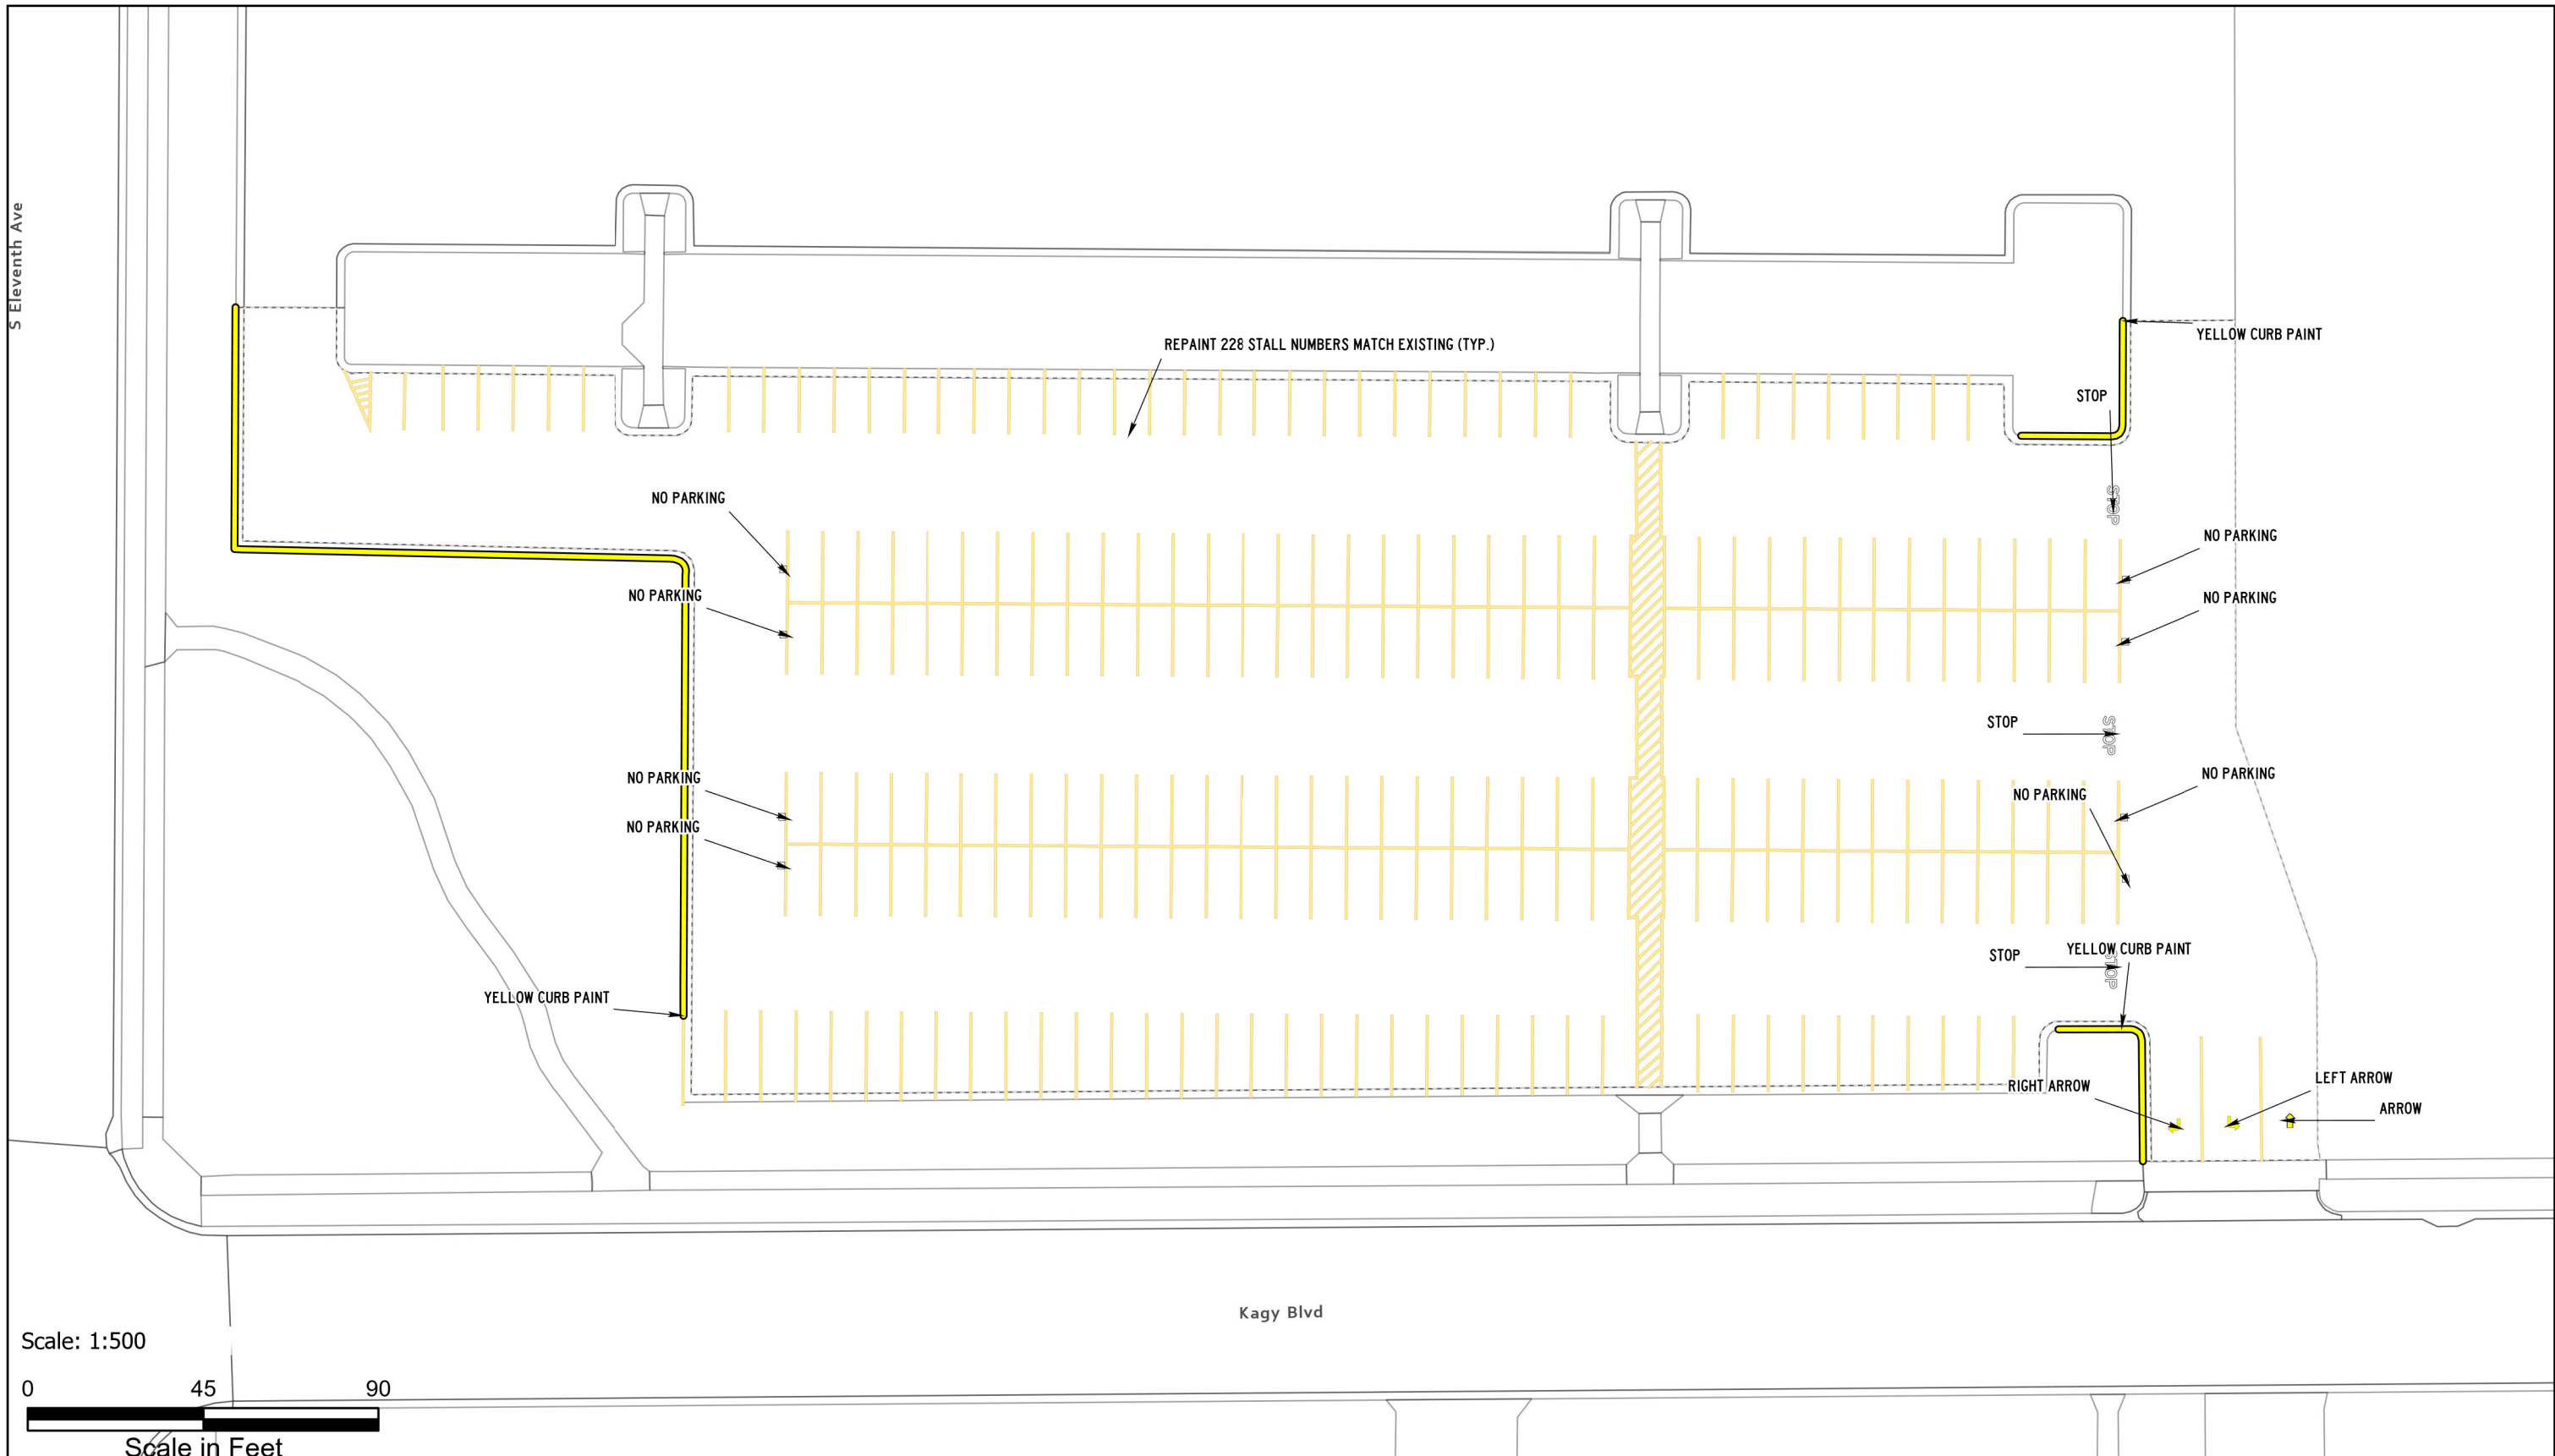 S Eleventh Ave
REPAINT 228 STALL NUMBERS MATCH EXISTING (TYP.)
YELLOW CURB PAINT
STOP
NO PARKING
STOP
NO PARKING
NO PARKING
NO PARKING
STOP
STOP
NO PARKING
NO PARKING
NO PARKING
NO PARKING
STOP
YELLOW CURB PAINT
STOP
YELLOW CURB PAINT
RIGHT ARROW
LEFT ARROW
ARROW
Kagy Blvd
Scale: 1:500
0 45 90
Scale in Feet